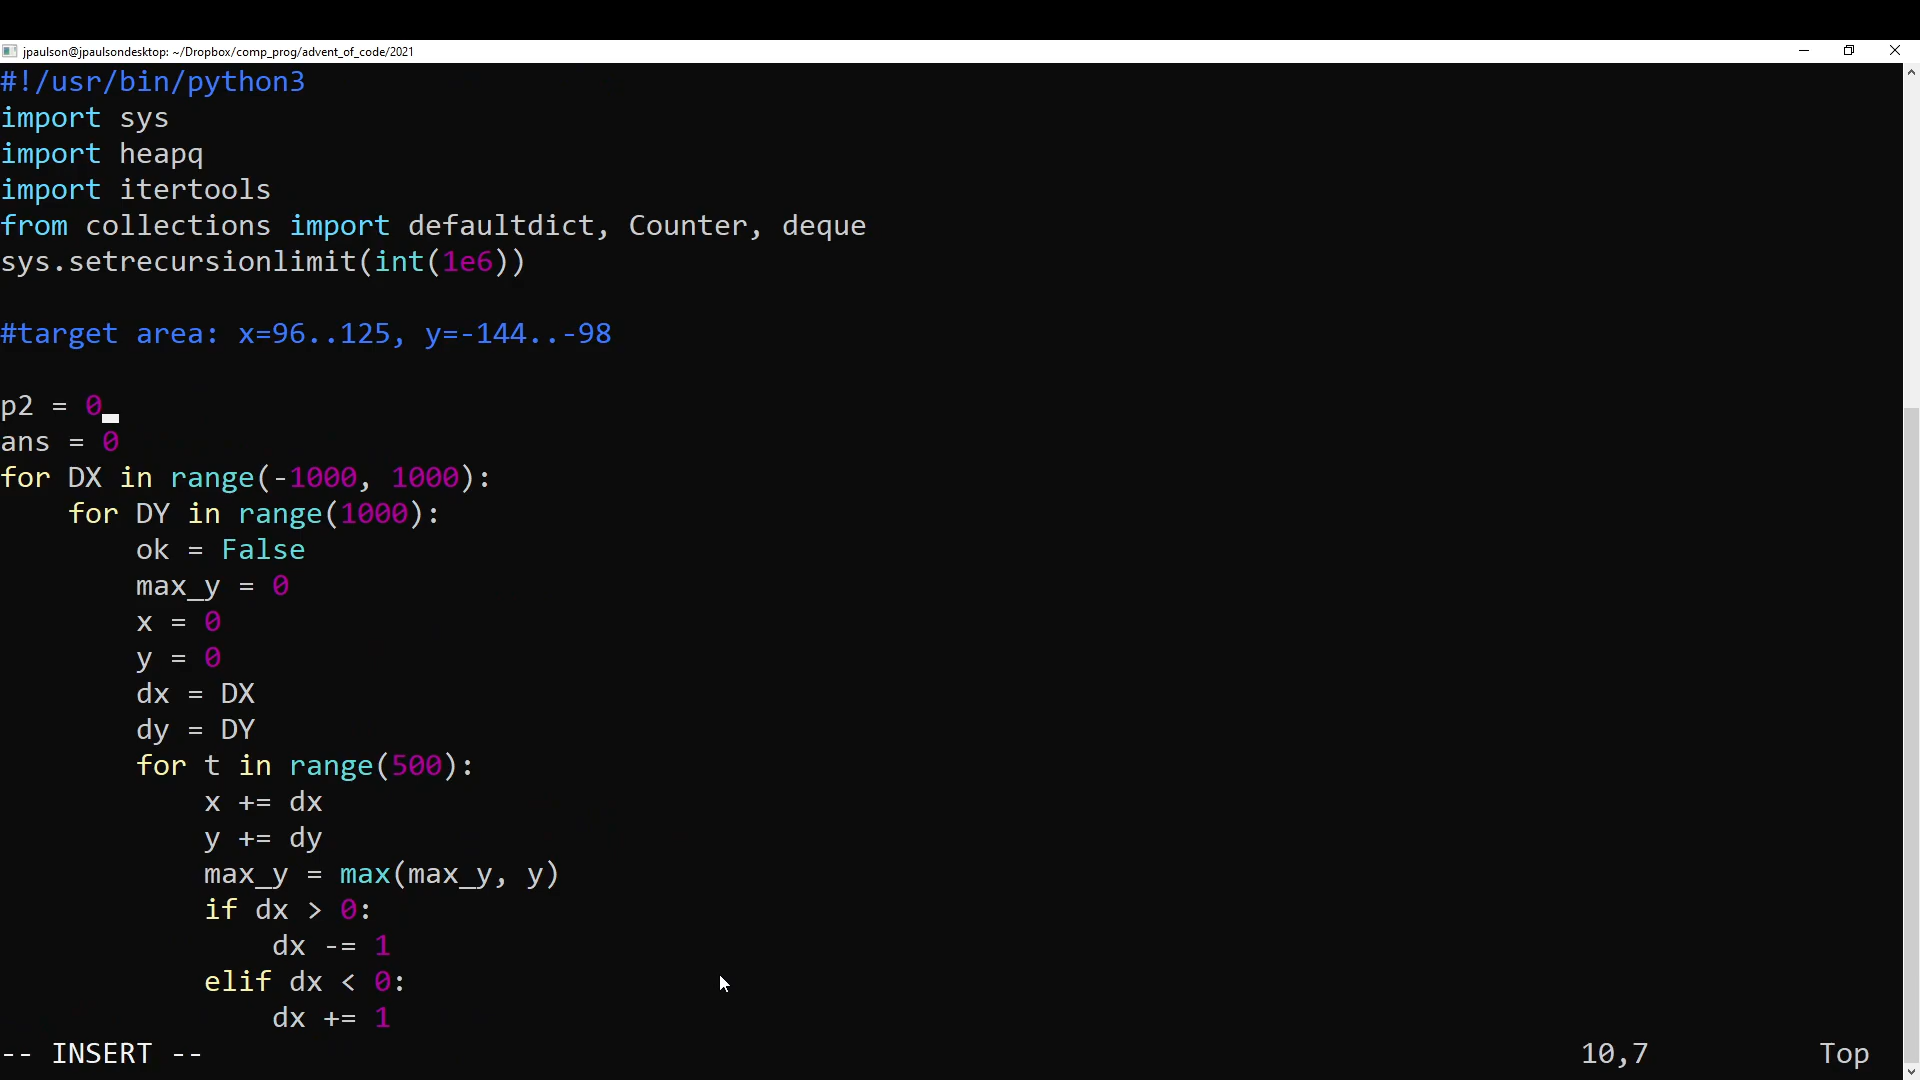 jpaulson@jpaulsondesktop: ~/Dropbox/comp_prog/advent_of_code/2021
#!/usr/bin/python3
import sys
import heapq
import itertools
from collections import defaultdict, Counter, deque
sys.setrecursionlimit(int(1e6))
#target area: x=96..125, y=-144..-98
p2 = 0
ans = 0
for DX in range(-1000, 1000):
    for DY in range(1000):
        ok = False
        max_y = 0
        x = 0
        y = 0
        dx = DX
        dy = DY
        for t in range(500):
            x += dx
            y += dy
            max_y = max(max_y, y)
            if dx > 0:
                dx -= 1
            elif dx < 0:
                dx += 1
-- INSERT -- 10,7 Top